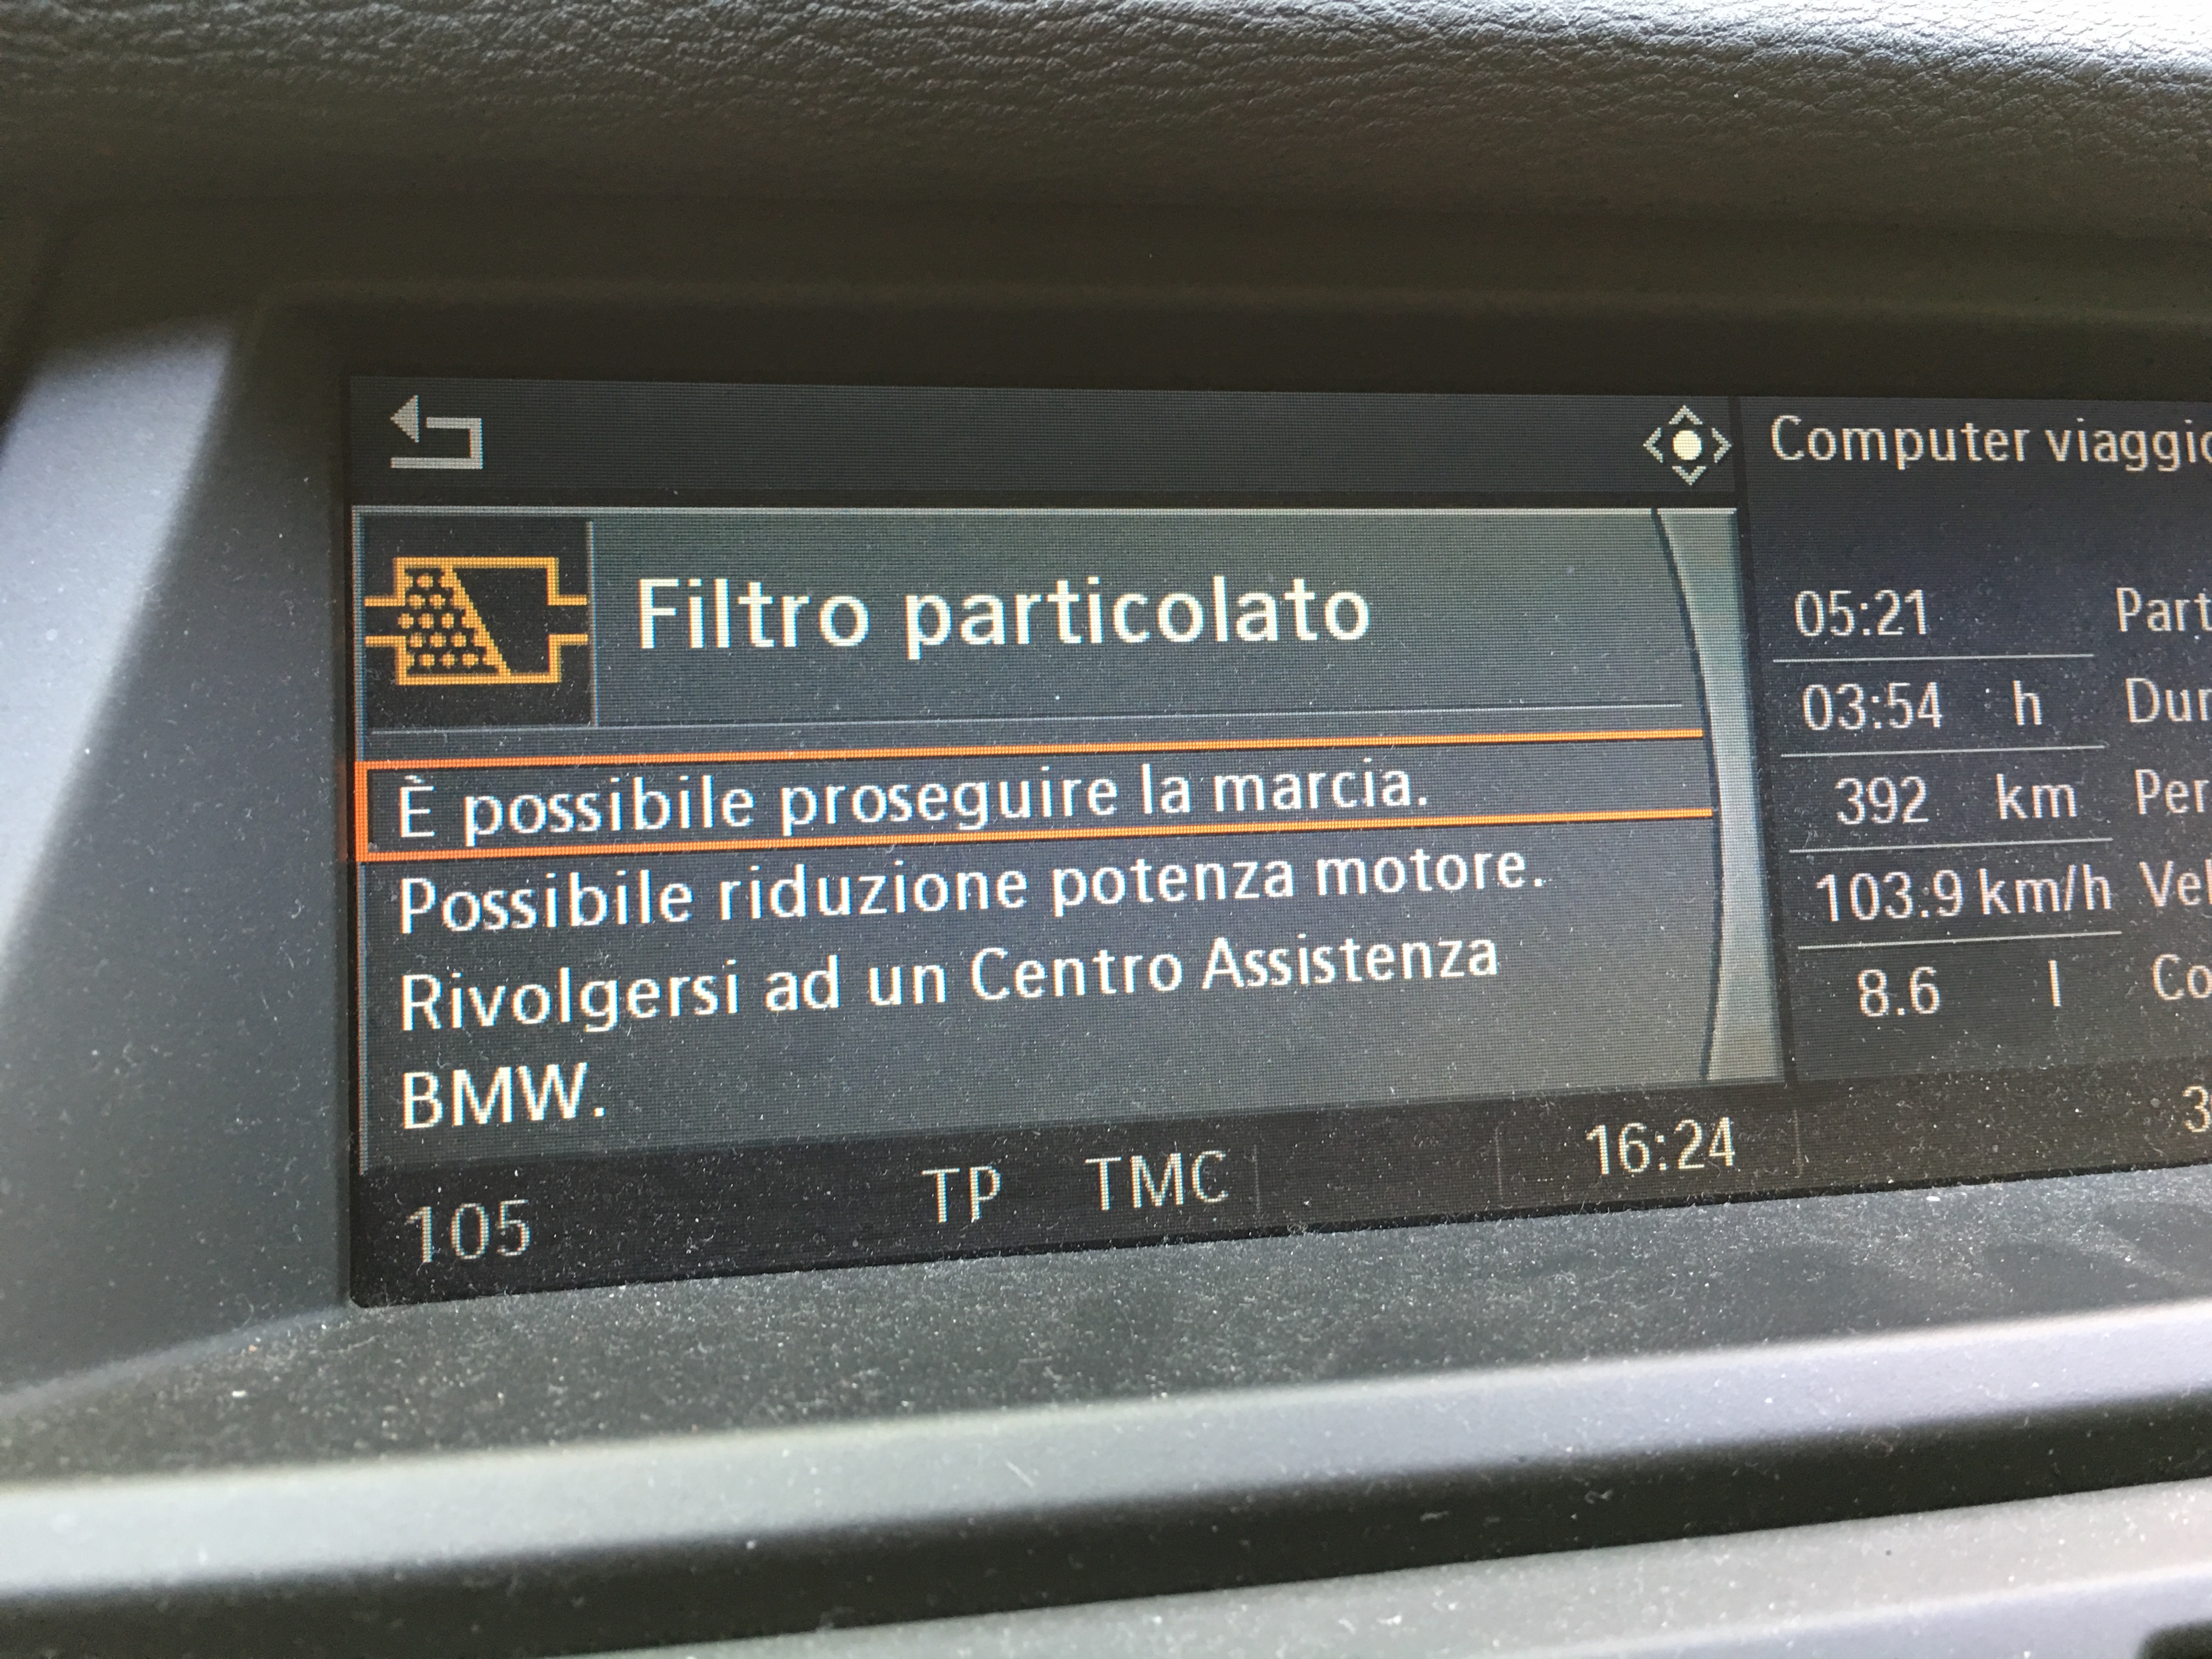 Computer viaggio
Filtro particolato
È possibile proseguire la marcia.
Possibile riduzione potenza motore.
Rivolgersi ad un Centro Assistenza
BMW.
05:21
03:54 h
392 km
103.9 km/h
8.6 l
105 TP TMC 16:24